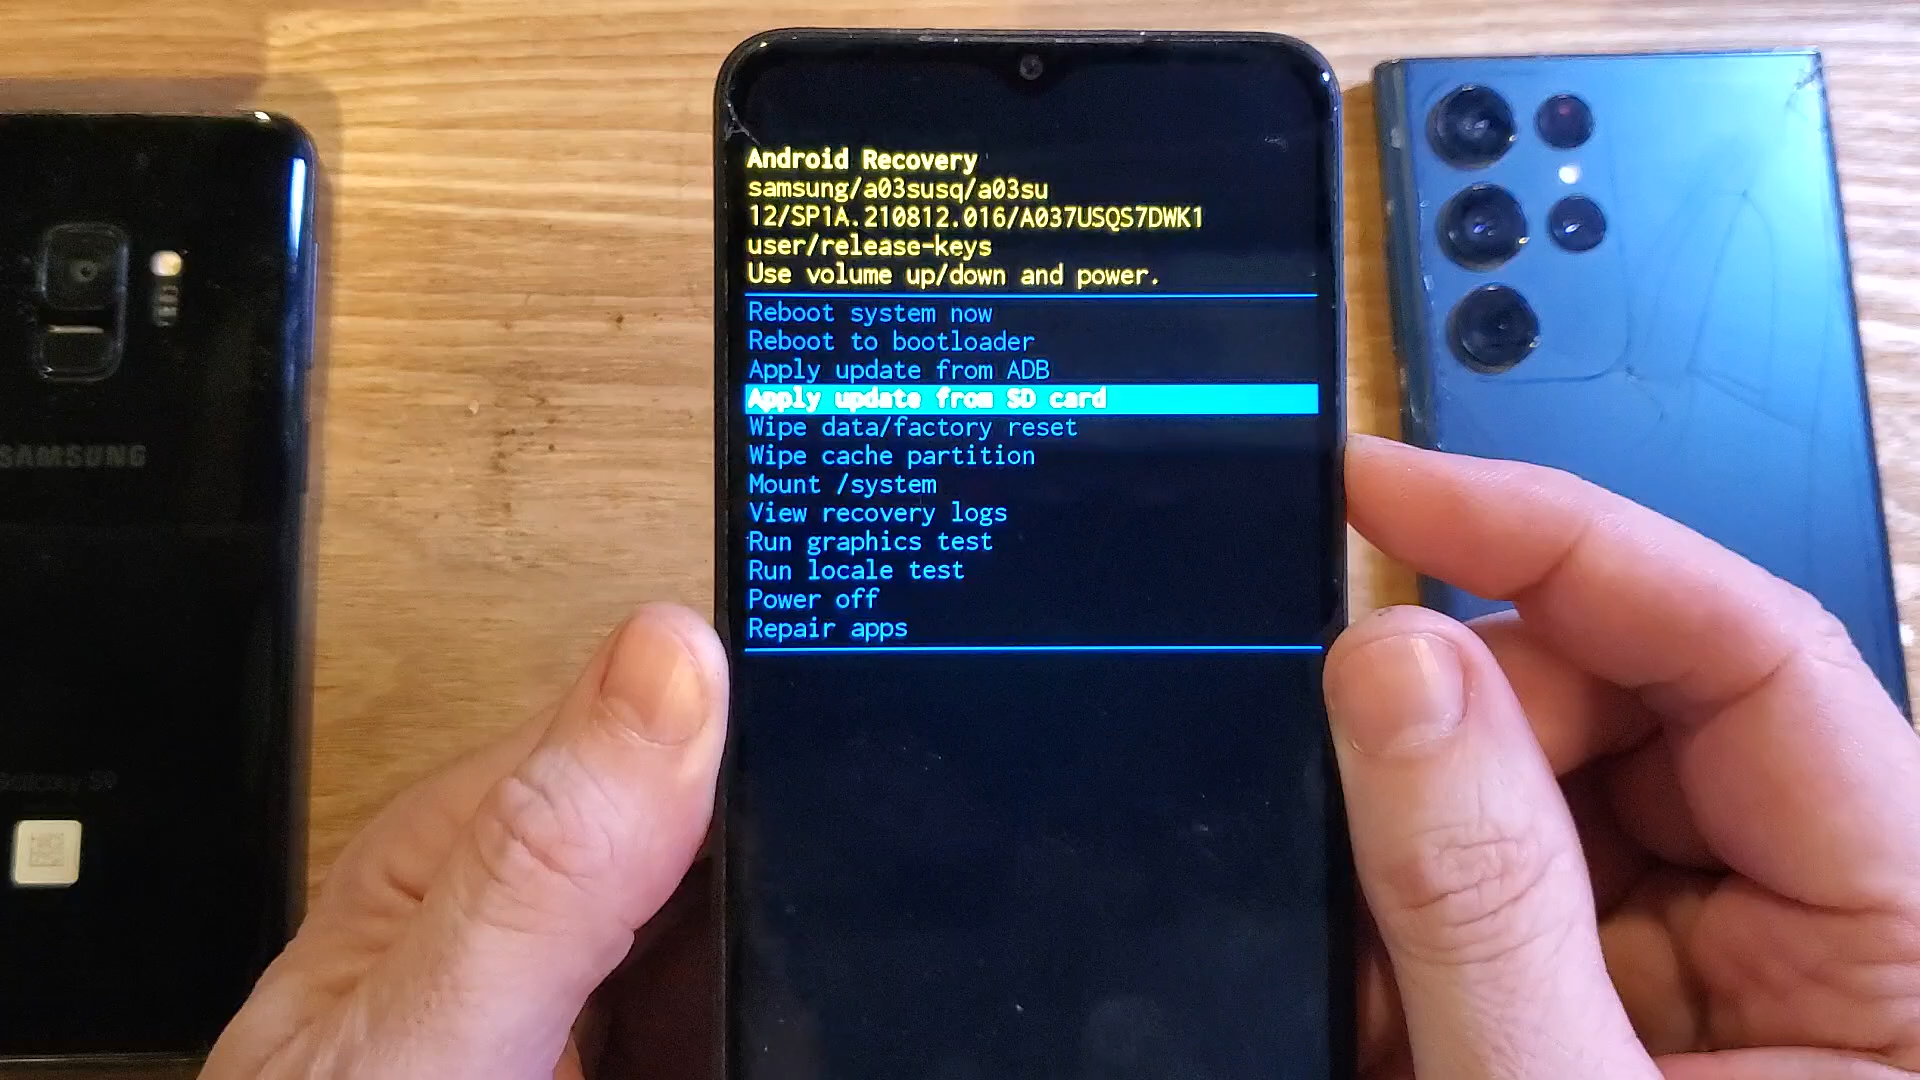 Android Recovery
samsung/a03susq/a03su
12/SP1A.210812.016/A037USQS7DWK1
user/release-keys
Use volume up/down and power.
Reboot system now
Reboot to bootloader
Apply update from ADB
Apply update from SD card
Wipe data/factory reset
Wipe cache partition
Mount /system
View recovery logs
Run graphics test
Run locale test
Power off
Repair apps
SAMSUNG
Galaxy S9